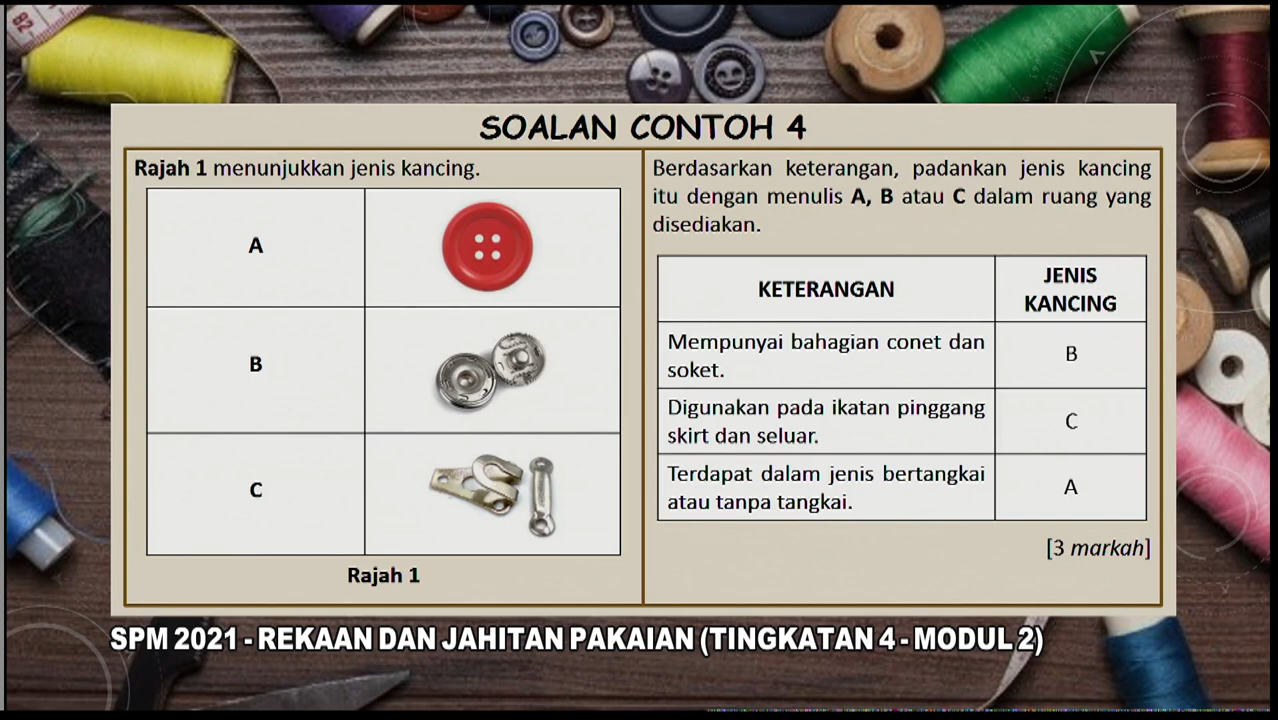 82
SOALAN CONTOH 4
Rajah 1 menunjukkan jenis kancing.
A
B
C
Rajah 1
Berdasarkan keterangan, padankan jenis kancing
itu dengan menulis A, B atau C dalam ruang yang
disediakan.
KETERANGAN
JENIS
KANCING
Mempunyai bahagian conet dan
soket.
B
Digunakan pada ikatan pinggang
skirt dan seluar.
C
Terdapat dalam jenis bertangkai
atau tanpa tangkai.
A
[3 markah]
SPM 2021 - REKAAN DAN JAHITAN PAKAIAN (TINGKATAN 4 - MODUL 2)